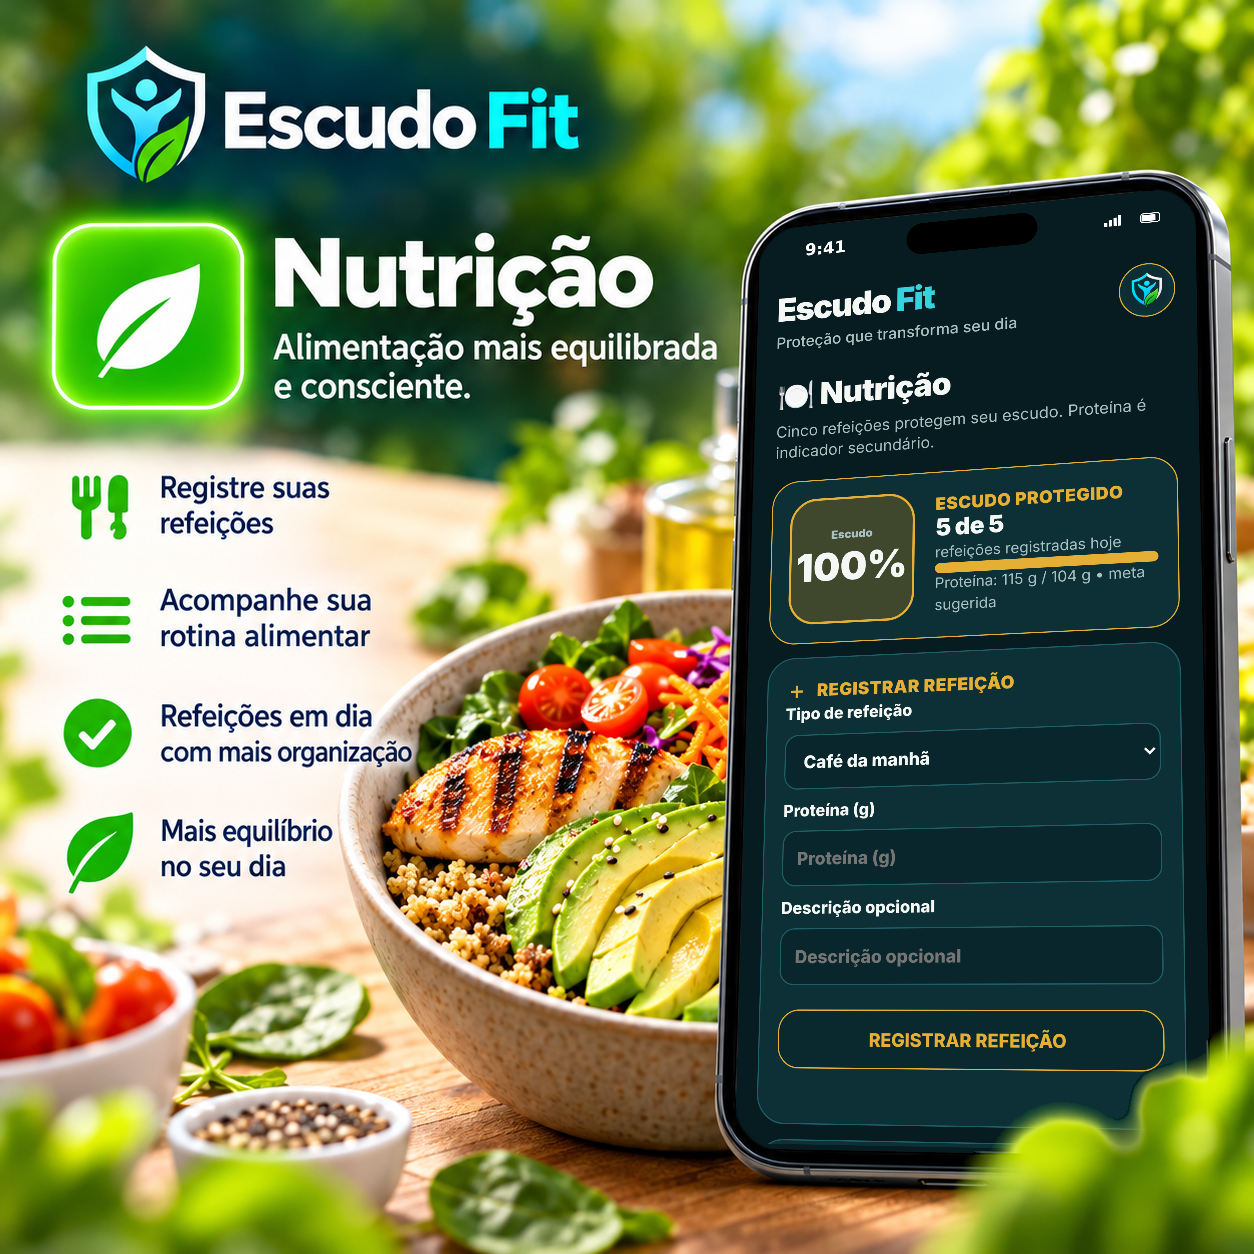 Escudo Fit
Nutrição
Alimentação mais equilibrada
e consciente.
Registre suas
refeições
Acompanhe sua
rotina alimentar
Refeições em dia
com mais organização
Mais equilíbrio
no seu dia
9:41
Escudo Fit
Proteção que transforma seu dia
Nutrição
Cinco refeições protegem seu escudo. Proteína é
indicador secundário.
Escudo
100%
ESCUDO PROTEGIDO
5 de 5
refeições registradas hoje
Proteína: 115 g / 104 g • meta
sugerida
+ REGISTRAR REFEIÇÃO
Tipo de refeição
Café da manhã
Proteína (g)
Proteína (g)
Descrição opcional
Descrição opcional
REGISTRAR REFEIÇÃO